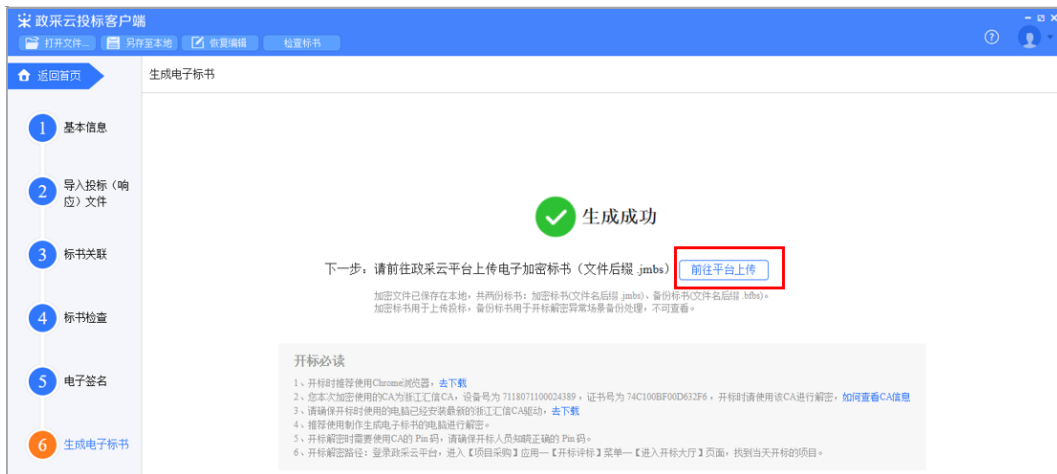 政采云投标客户端
打开文件... 另存至本地 恢复编辑 检查标书
返回首页
生成电子标书
1 基本信息
2 导入投标（响
应）文件
3 标书关联
4 标书检查
5 电子签名
6 生成电子标书
生成成功
下一步：请前往政采云平台上传电子加密标书（文件后缀 .jmbs） 前往平台上传
加密文件已保存在本地，共两份标书：加密标书(文件名后缀 .jmbs)、备份标书(文件名后缀 .bfbs)。
加密标书用于上传投标，备份标书用于开标解密异常场景备份处理，不可查看。
开标必读
1、开标时推荐使用Chrome浏览器，去下载
2、您本次加密使用的CA为浙江汇信CA，设备号为 7118071100024389，证书号为 74C100BF00D632F6，开标时请使用该CA进行解密，如何查看CA信息
3、请确保开标时使用的电脑已经安装最新的浙江汇信CA驱动，去下载
4、推荐使用制作生成电子标书的电脑进行解密。
5、开标解密时需要使用CA的 Pin 码，请确保开标人员知晓正确的 Pin 码。
6、开标解密路径：登录政采云平台，进入【项目采购】应用—【开标评标】菜单—【进入开标大厅】页面，找到当天开标的项目。